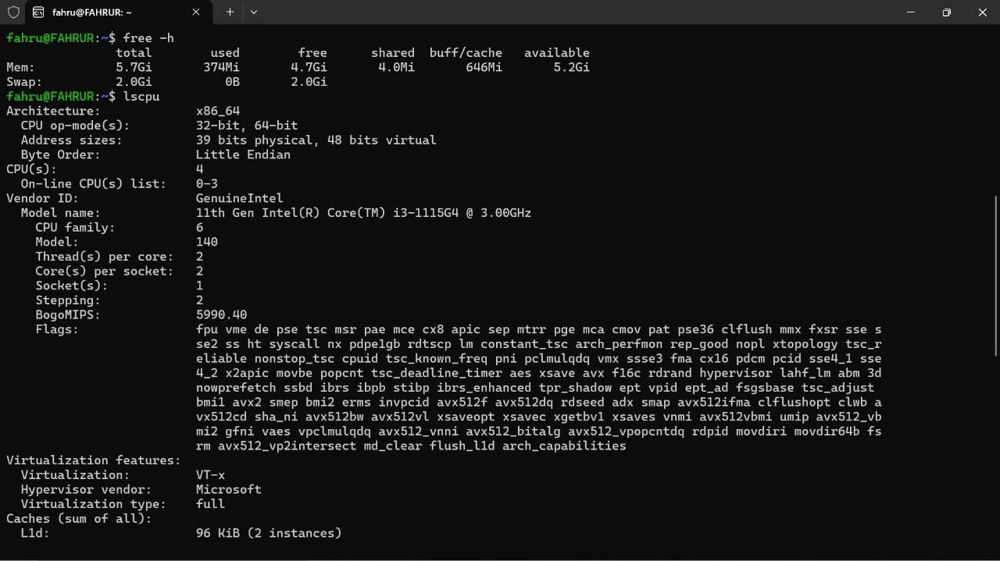 fahru@FAHRUR: ~
fahru@FAHRUR:~$ free -h
total used free shared buff/cache available
Mem: 5.7Gi 374Mi 4.7Gi 4.0Mi 646Mi 5.2Gi
Swap: 2.0Gi 0B 2.0Gi
fahru@FAHRUR:~$ lscpu
Architecture: x86_64
CPU op-mode(s): 32-bit, 64-bit
Address sizes: 39 bits physical, 48 bits virtual
Byte Order: Little Endian
CPU(s): 4
On-line CPU(s) list: 0-3
Vendor ID: GenuineIntel
Model name: 11th Gen Intel(R) Core(TM) i3-1115G4 @ 3.00GHz
CPU family: 6
Model: 140
Thread(s) per core: 2
Core(s) per socket: 2
Socket(s): 1
Stepping: 2
BogoMIPS: 5990.40
Flags: fpu vme de pse tsc msr pae mce cx8 apic sep mtrr pge mca cmov pat pse36 clflush mmx fxsr sse s
se2 ss ht syscall nx pdpe1gb rdtscp lm constant_tsc arch_perfmon rep_good nopl xtopology tsc_r
eliable nonstop_tsc cpuid tsc_known_freq pni pclmulqdq vmx ssse3 fma cx16 pdcm pcid sse4_1 sse
4_2 x2apic movbe popcnt tsc_deadline_timer aes xsave avx f16c rdrand hypervisor lahf_lm abm 3d
nowprefetch ssbd ibrs ibpb stibp ibrs_enhanced tpr_shadow ept vpid ept_ad fsgsbase tsc_adjust
bmi1 avx2 smep bmi2 erms invpcid avx512f avx512dq rdseed adx smap avx512ifma clflushopt clwb a
vx512cd sha_ni avx512bw avx512vl xsaveopt xsavec xgetbv1 xsaves vnmi avx512vbmi umip avx512_vb
mi2 gfni vaes vpclmulqdq avx512_vnni avx512_bitalg avx512_vpopcntdq rdpid movdiri movdir64b fs
rm avx512_vp2intersect md_clear flush_l1d arch_capabilities
Virtualization features:
Virtualization: VT-x
Hypervisor vendor: Microsoft
Virtualization type: full
Caches (sum of all):
L1d: 96 KiB (2 instances)